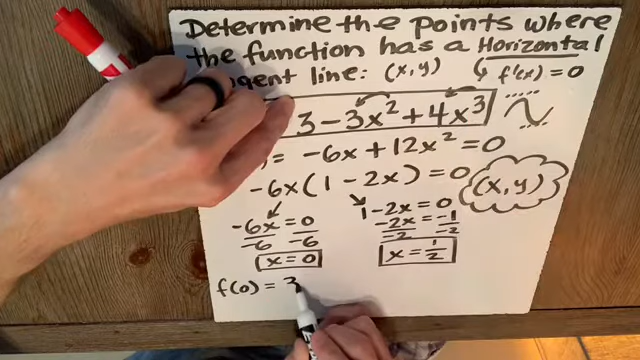 Determine the points where
the function has a Horizontal
gent line: (x,y) f'(x) = 0
3 - 3x² + 4x³
= -6x + 12x² = 0
-6x(1 - 2x) = 0 (x, y)
-6x = 0 1 - 2x = 0
-6 -6 -2x = -1
-2 -2
x = 0 x = 1/2
f(0) = 3